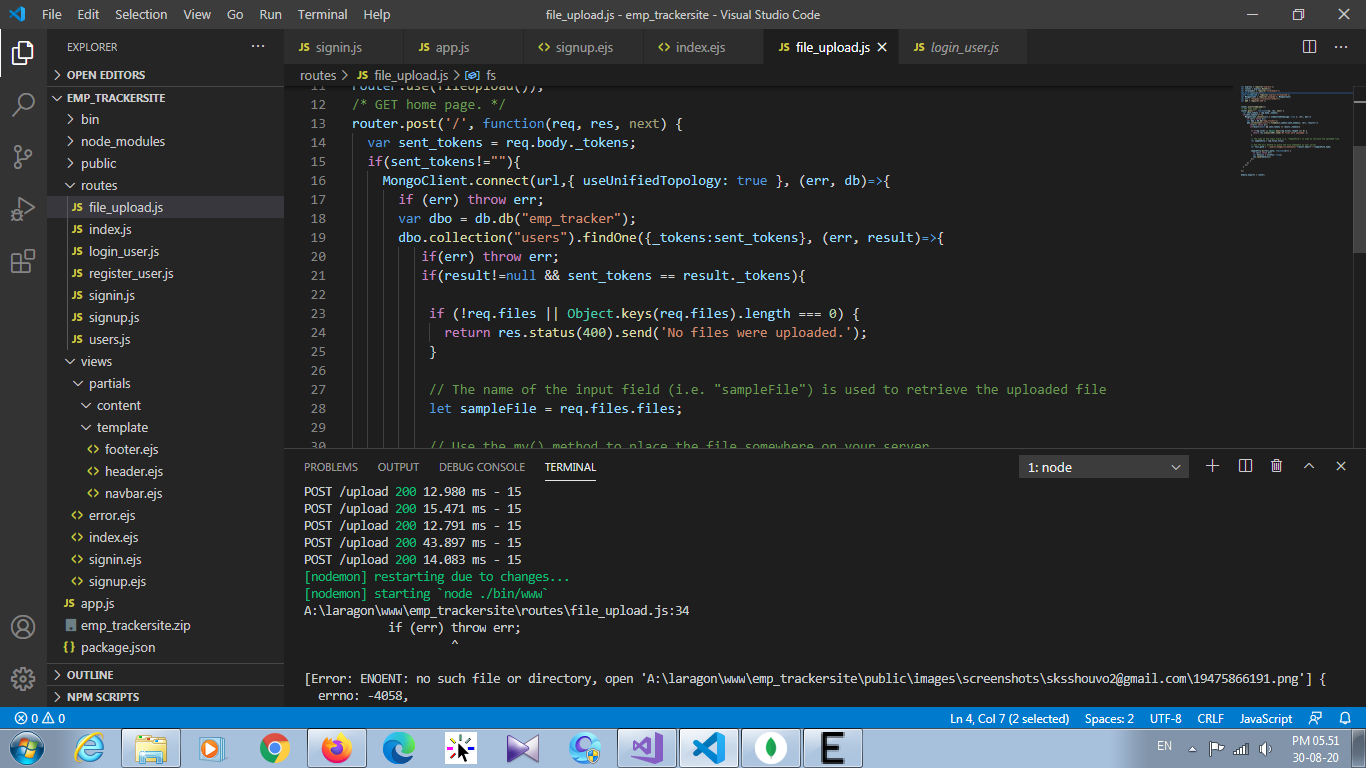 File Edit Selection View Go Run Terminal Help
file_upload.js - emp_trackersite - Visual Studio Code
EXPLORER
OPEN EDITORS
EMP_TRACKERSITE
bin
node_modules
public
routes
JS file_upload.js
JS index.js
JS login_user.js
JS register_user.js
JS signin.js
JS signup.js
JS users.js
views
partials
content
template
<> footer.ejs
<> header.ejs
<> navbar.ejs
<> error.ejs
<> index.ejs
<> signin.ejs
<> signup.ejs
JS app.js
emp_trackersite.zip
{} package.json
OUTLINE
NPM SCRIPTS
JS signin.js JS app.js <> signup.ejs <> index.ejs JS file_upload.js JS login_user.js
routes > JS file_upload.js > fs
11 router.use(fileUpload());
12 /* GET home page. */
13 router.post('/', function(req, res, next) {
14 var sent_tokens = req.body._tokens;
15 if(sent_tokens!=""){
16 MongoClient.connect(url,{ useUnifiedTopology: true }, (err, db)=>{
17 if (err) throw err;
18 var dbo = db.db("emp_tracker");
19 dbo.collection("users").findOne({_tokens:sent_tokens}, (err, result)=>{
20 if(err) throw err;
21 if(result!=null && sent_tokens == result._tokens){
22
23 if (!req.files || Object.keys(req.files).length === 0) {
24 return res.status(400).send('No files were uploaded.');
25 }
26
27 // The name of the input field (i.e. "sampleFile") is used to retrieve the uploaded file
28 let sampleFile = req.files.files;
29
30 // Use the mv() method to place the file somewhere on your server
PROBLEMS OUTPUT DEBUG CONSOLE TERMINAL
1: node
POST /upload 200 12.980 ms - 15
POST /upload 200 15.471 ms - 15
POST /upload 200 12.791 ms - 15
POST /upload 200 43.897 ms - 15
POST /upload 200 14.083 ms - 15
[nodemon] restarting due to changes...
[nodemon] starting `node ./bin/www`
A:\laragon\www\emp_trackersite\routes\file_upload.js:34
if (err) throw err;
^
[Error: ENOENT: no such file or directory, open 'A:\laragon\www\emp_trackersite\public\images\screenshots\sksshouvo2@gmail.com\19475866191.png'] {
errno: -4058,
0 0
Ln 4, Col 7 (2 selected) Spaces: 2 UTF-8 CRLF JavaScript
EN
PM 05.51
30-08-20